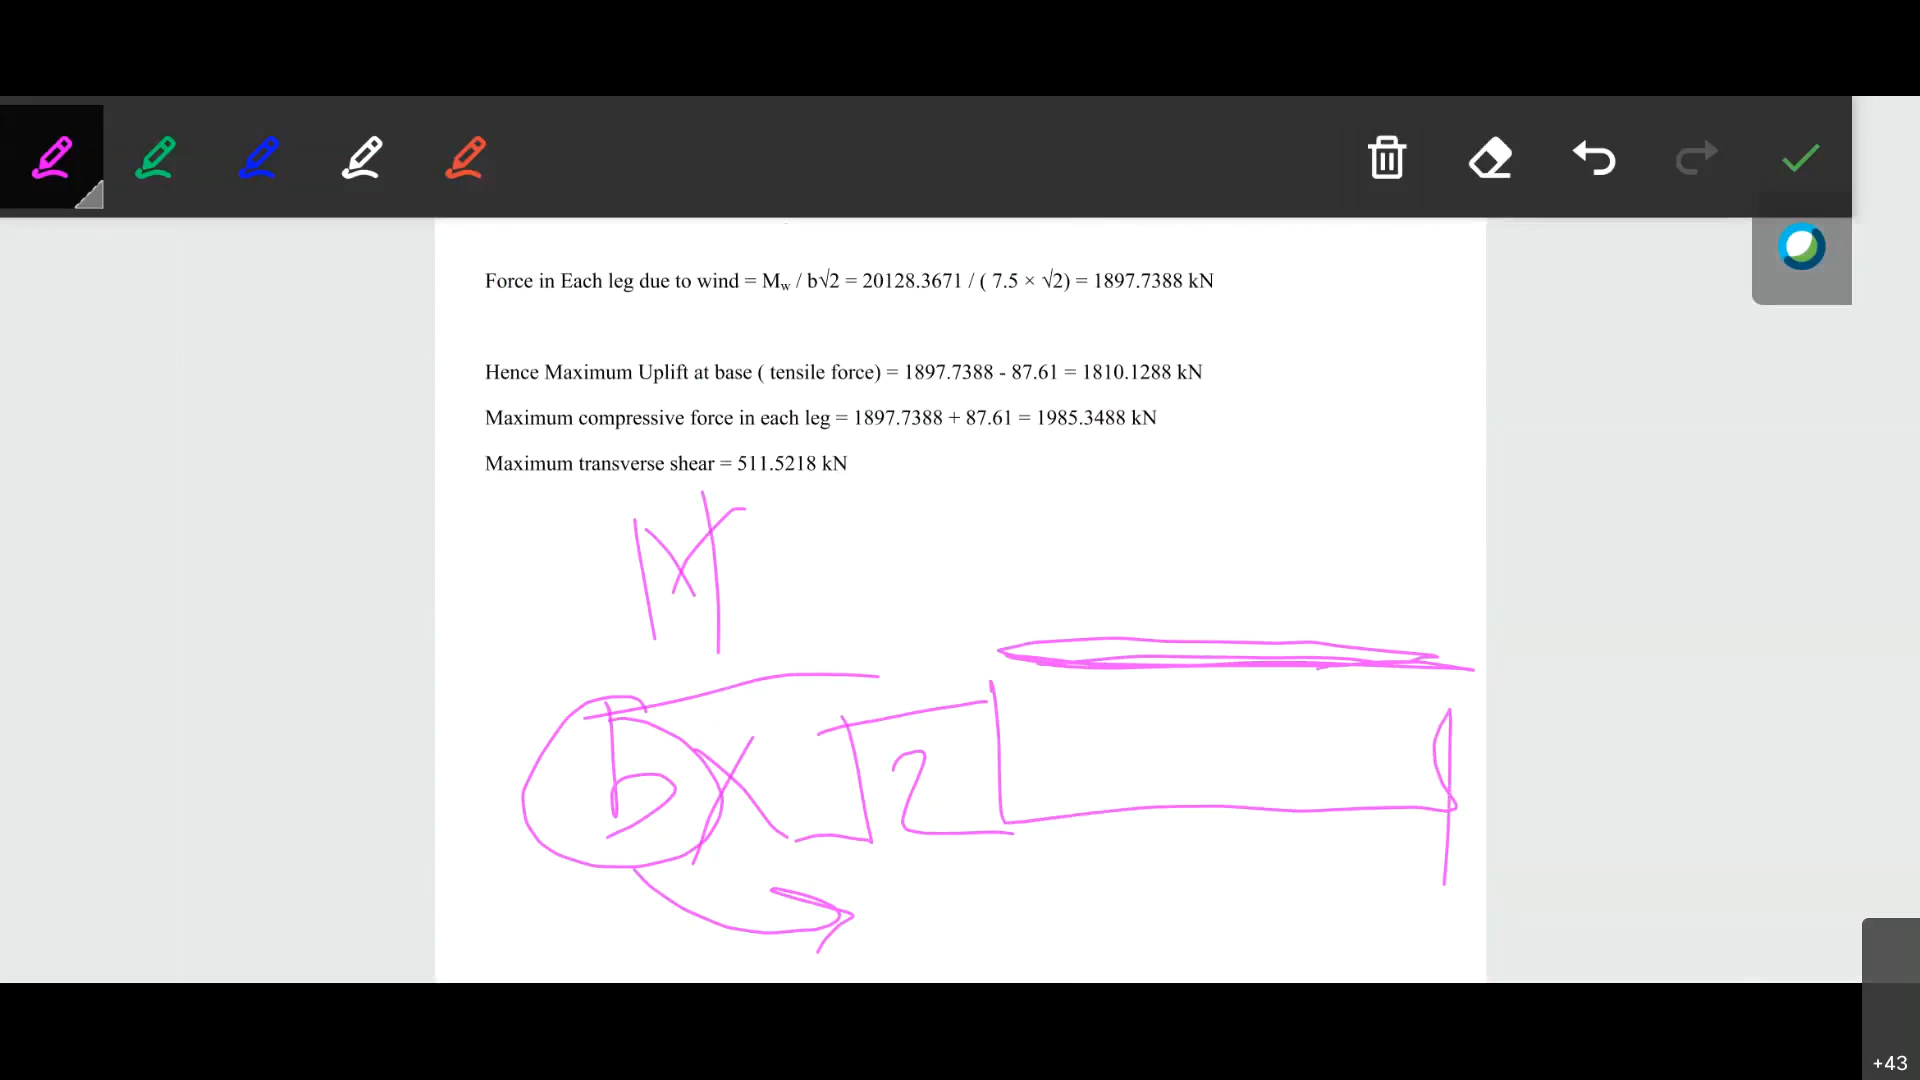 Force in Each leg due to wind = Mw / b√2 = 20128.3671 / ( 7.5 × √2) = 1897.7388 kN
Hence Maximum Uplift at base ( tensile force) = 1897.7388 - 87.61 = 1810.1288 kN
Maximum compressive force in each leg = 1897.7388 + 87.61 = 1985.3488 kN
Maximum transverse shear = 511.5218 kN
M
b × √2
+43